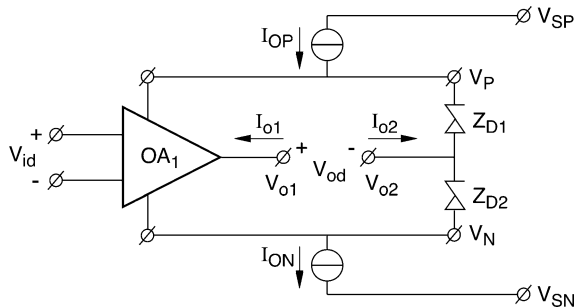 V_SP
I_OP
V_P
+
V_id
-
OA_1
I_o1
+
V_o1
V_od
-
I_o2
V_o2
Z_D1
Z_D2
V_N
I_ON
V_SN